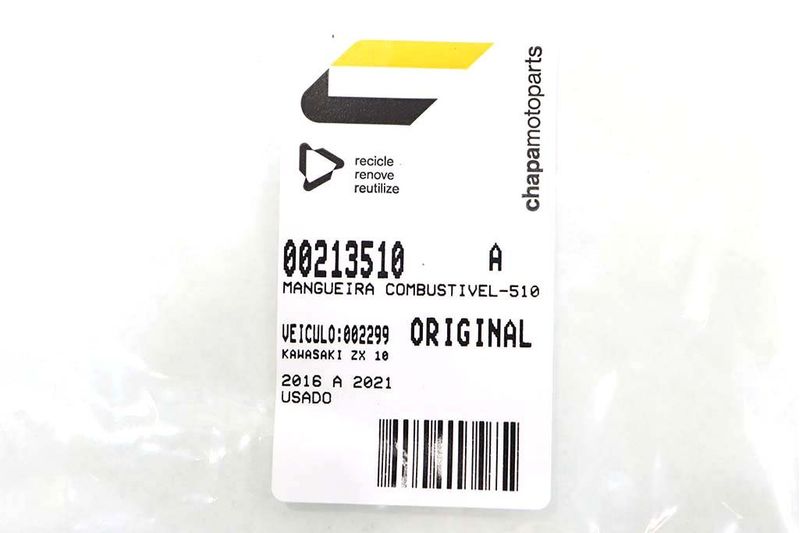 chapamotoparts
recicle
renove
reutilize
00213510 A
MANGUEIRA COMBUSTIVEL-510
VEICULO:002299 ORIGINAL
KAWASAKI ZX 10
2016 A 2021
USADO